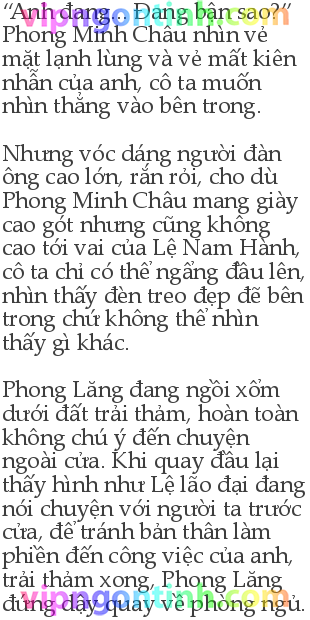 “Anh đang... Đang bận sao?”
vipngontinh.com
Phong Minh Châu nhìn vẻ
mặt lạnh lùng và vẻ mất kiên
nhẫn của anh, cô ta muốn
nhìn thẳng vào bên trong.
Nhưng vóc dáng người đàn
ông cao lớn, rắn rỏi, cho dù
Phong Minh Châu mang giày
cao gót nhưng cũng không
cao tới vai của Lệ Nam Hành,
cô ta chỉ có thể ngẩng đầu lên,
nhìn thấy đèn treo đẹp đẽ bên
trong chứ không thể nhìn
thấy gì khác.
Phong Lăng đang ngồi xổm
dưới đất trải thảm, hoàn toàn
không chú ý đến chuyện
ngoài cửa. Khi quay đầu lại
thấy hình như Lệ lão đại đang
nói chuyện với người ta trước
cửa, để tránh bản thân làm
phiền đến công việc của anh,
trải thảm xong, Phong Lăng
vipngontinh.com
đứng dậy quay về phòng ngủ.